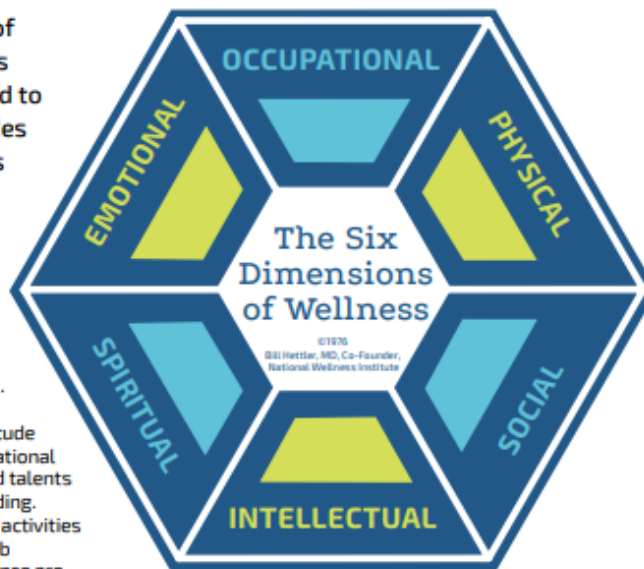 of
s
d to
es
s
.
tude
ational
d talents
ding.
activities
b
OCCUPATIONAL
PHYSICAL
EMOTIONAL
The Six
Dimensions
of Wellness
©1976
Bill Hettler, MD, Co-Founder,
National Wellness Institute
SPIRITUAL
SOCIAL
INTELLECTUAL